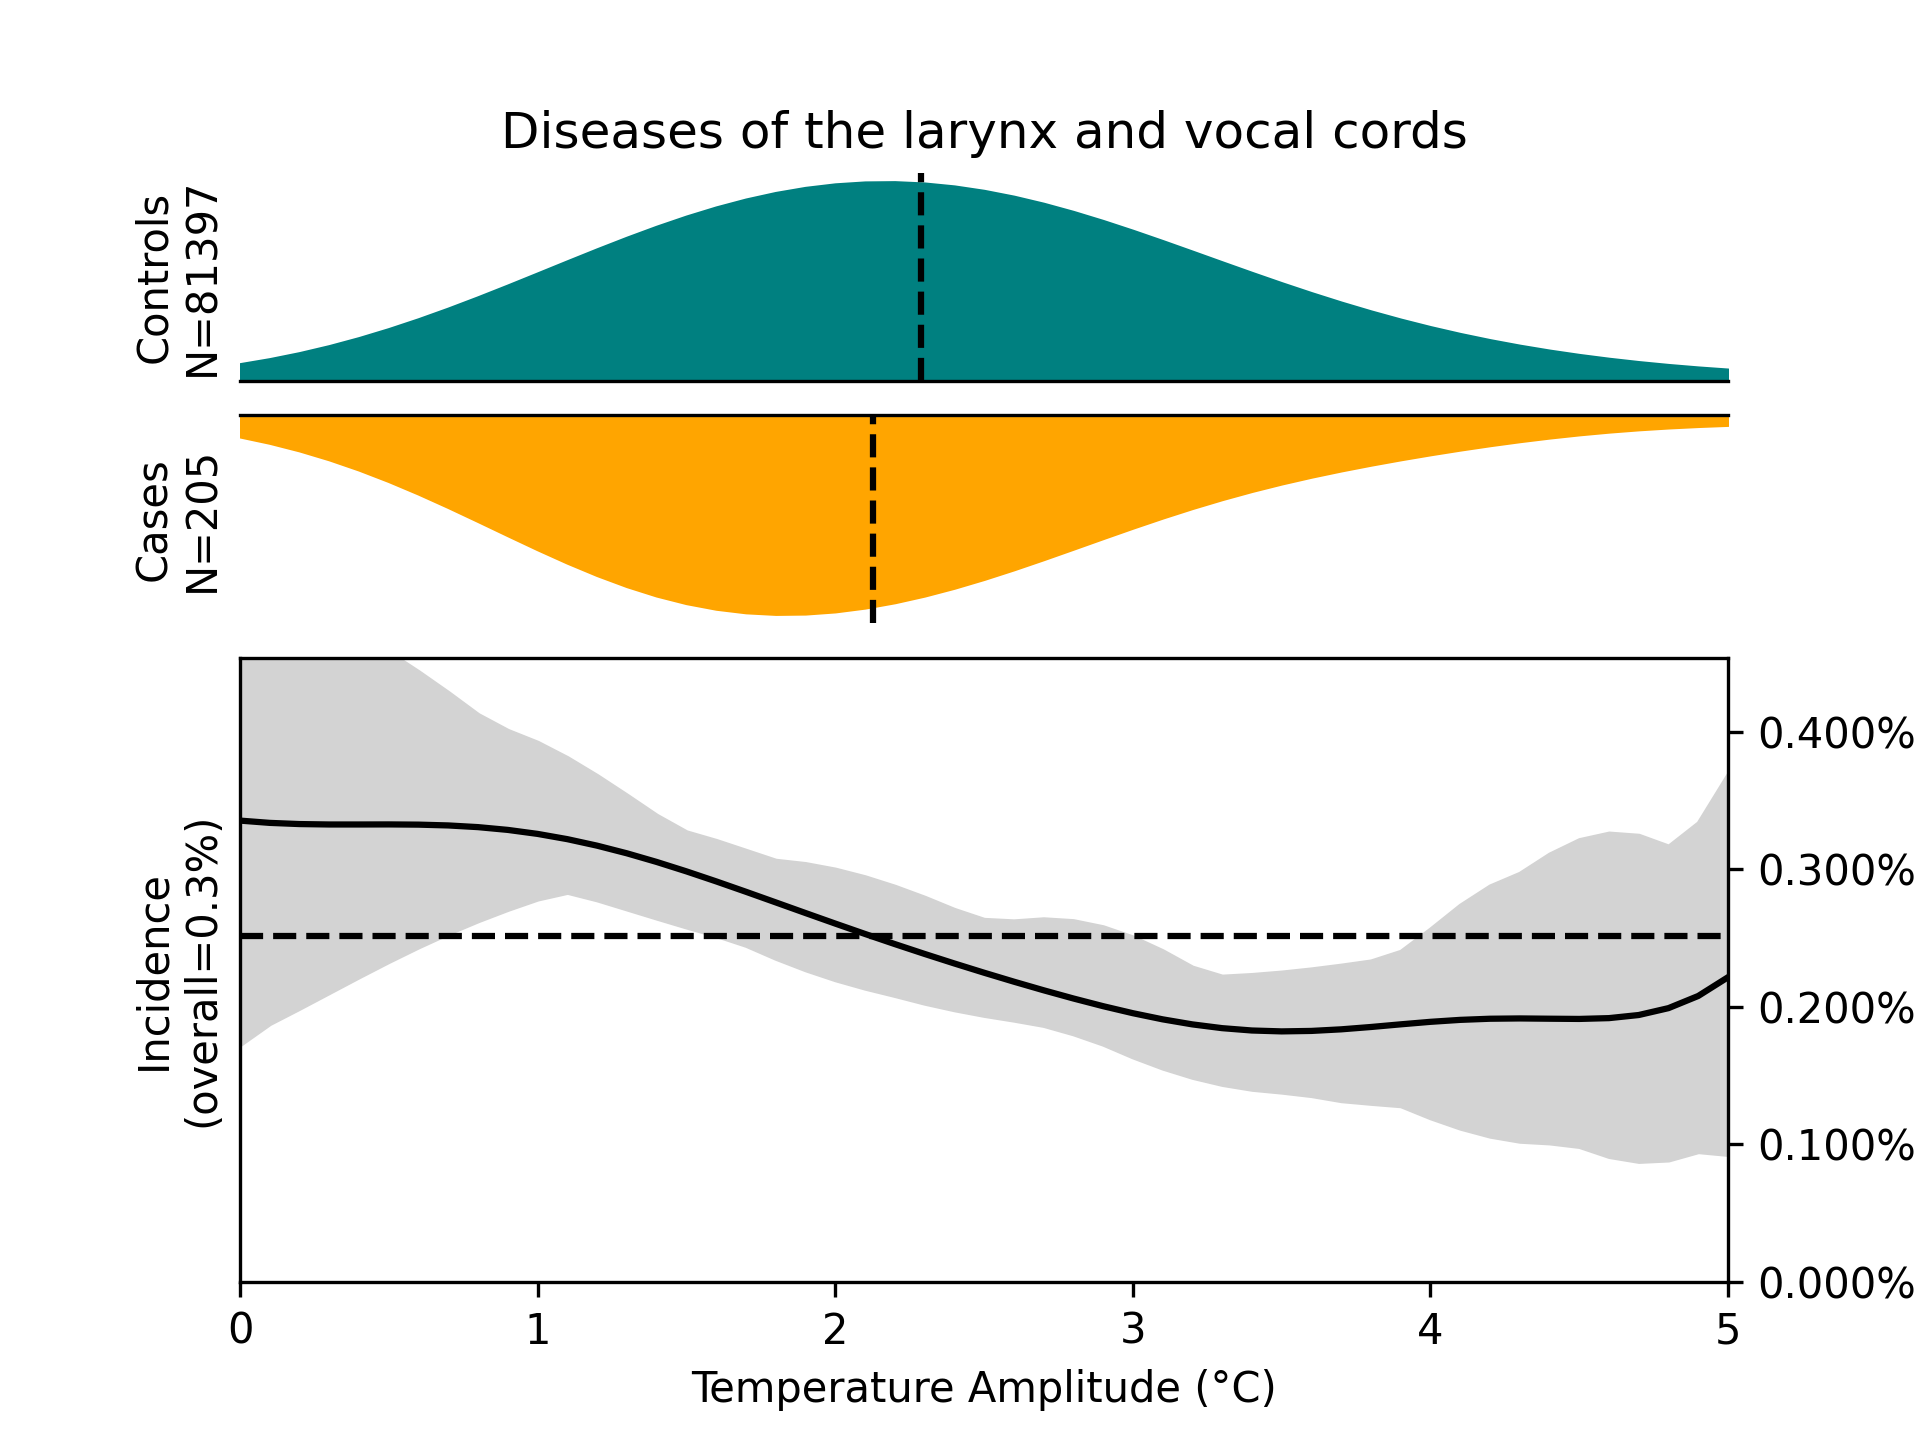 Diseases of the larynx and vocal cords
Controls
N=81397
Cases
N=205
Incidence
(overall=0.3%)
0.400%
0.300%
0.200%
0.100%
0.000%
0 1 2 3 4 5
Temperature Amplitude (°C)